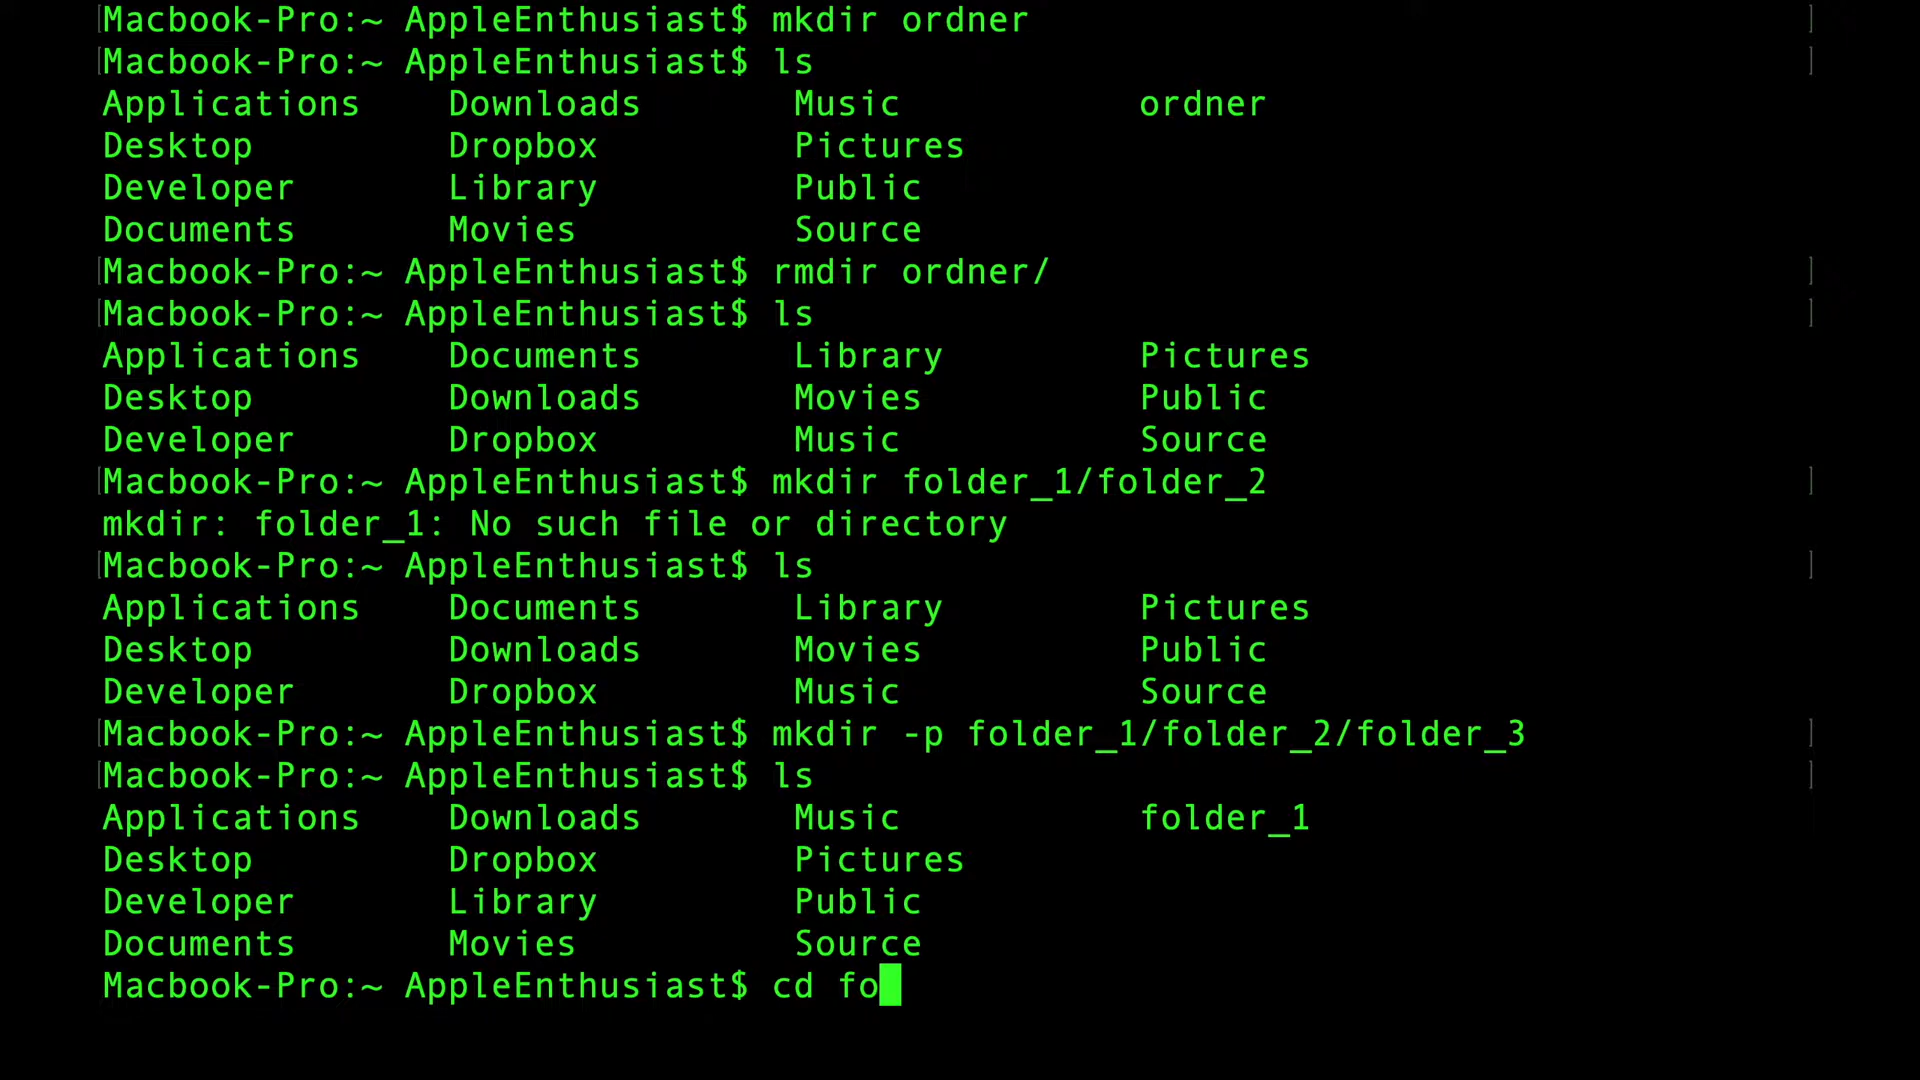 [Macbook-Pro:~ AppleEnthusiast$ mkdir ordner ]
[Macbook-Pro:~ AppleEnthusiast$ ls ]
Applications Downloads Music ordner
Desktop Dropbox Pictures
Developer Library Public
Documents Movies Source
[Macbook-Pro:~ AppleEnthusiast$ rmdir ordner/ ]
[Macbook-Pro:~ AppleEnthusiast$ ls ]
Applications Documents Library Pictures
Desktop Downloads Movies Public
Developer Dropbox Music Source
[Macbook-Pro:~ AppleEnthusiast$ mkdir folder_1/folder_2 ]
mkdir: folder_1: No such file or directory
[Macbook-Pro:~ AppleEnthusiast$ ls ]
Applications Documents Library Pictures
Desktop Downloads Movies Public
Developer Dropbox Music Source
[Macbook-Pro:~ AppleEnthusiast$ mkdir -p folder_1/folder_2/folder_3 ]
[Macbook-Pro:~ AppleEnthusiast$ ls ]
Applications Downloads Music folder_1
Desktop Dropbox Pictures
Developer Library Public
Documents Movies Source
Macbook-Pro:~ AppleEnthusiast$ cd fo